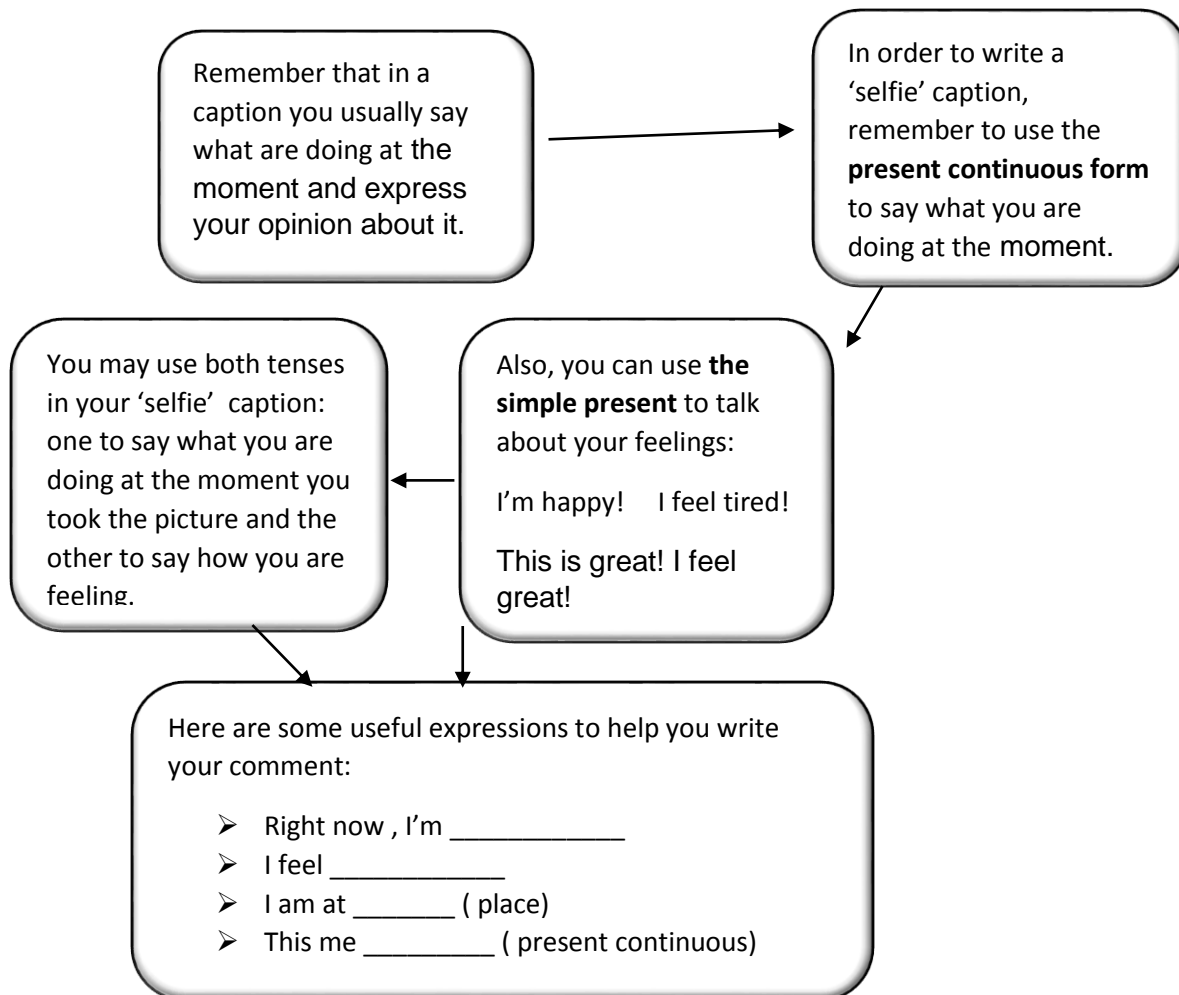 Remember that in a
caption you usually say
what are doing at the
moment and express
your opinion about it.
In order to write a
‘selfie’ caption,
remember to use the
present continuous form
to say what you are
doing at the moment.
Also, you can use the
simple present to talk
about your feelings:
I’m happy! I feel tired!
This is great! I feel
great!
You may use both tenses
in your ‘selfie’ caption:
one to say what you are
doing at the moment you
took the picture and the
other to say how you are
feeling.
Here are some useful expressions to help you write
your comment:
➢ Right now , I’m ____________
➢ I feel ____________
➢ I am at _______ ( place)
➢ This me _________ ( present continuous)